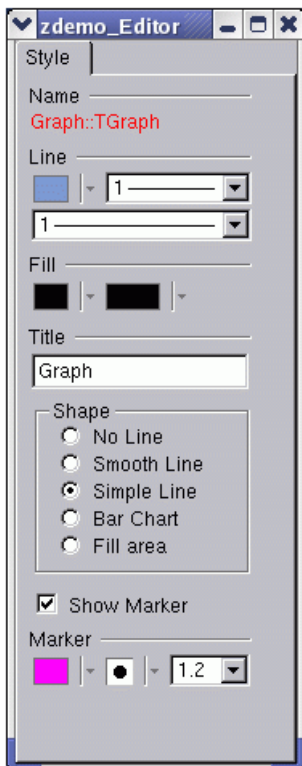 zdemo_Editor
Style
Name
Graph::TGraph
Line
1
1
Fill
Title
Graph
Shape
No Line
Smooth Line
Simple Line
Bar Chart
Fill area
Show Marker
Marker
1.2